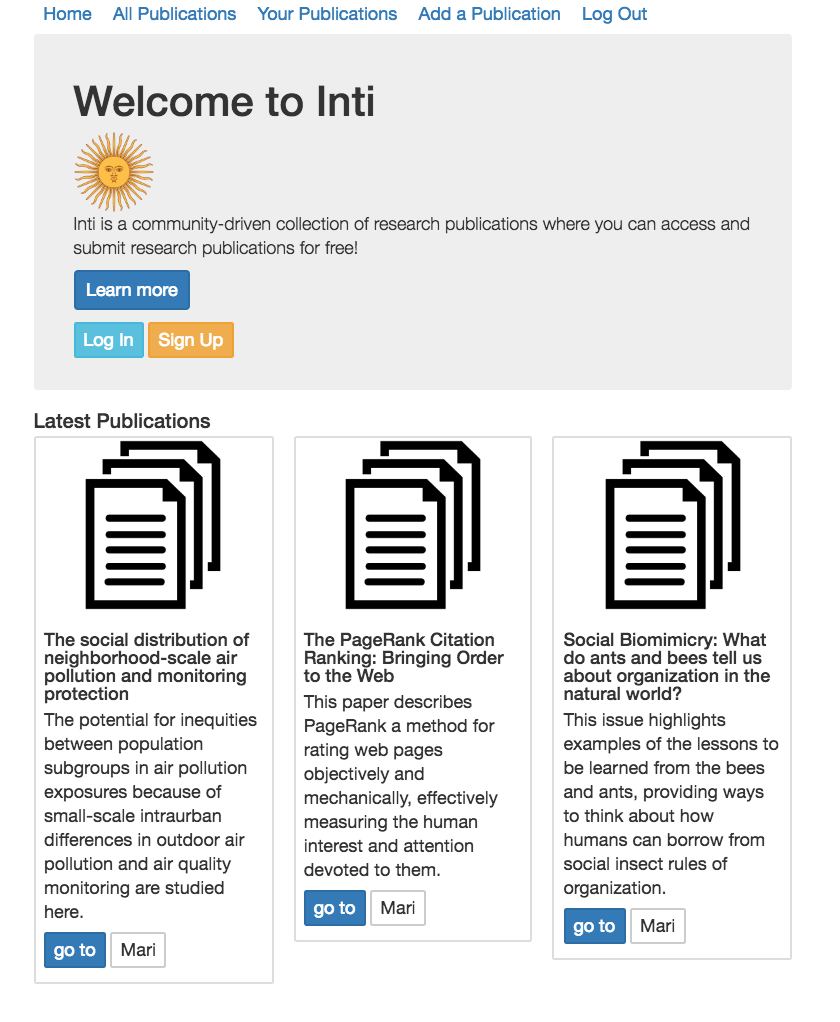 Home All Publications Your Publications Add a Publication Log Out
Welcome to Inti
Inti is a community-driven collection of research publications where you can access and
submit research publications for free!
Learn more
Log In Sign Up
Latest Publications
The social distribution of
neighborhood-scale air
pollution and monitoring
protection
The potential for inequities
between population
subgroups in air pollution
exposures because of
small-scale intraurban
differences in outdoor air
pollution and air quality
monitoring are studied
here.
go to Mari
The PageRank Citation
Ranking: Bringing Order
to the Web
This paper describes
PageRank a method for
rating web pages
objectively and
mechanically, effectively
measuring the human
interest and attention
devoted to them.
go to Mari
Social Biomimicry: What
do ants and bees tell us
about organization in the
natural world?
This issue highlights
examples of the lessons to
be learned from the bees
and ants, providing ways
to think about how
humans can borrow from
social insect rules of
organization.
go to Mari